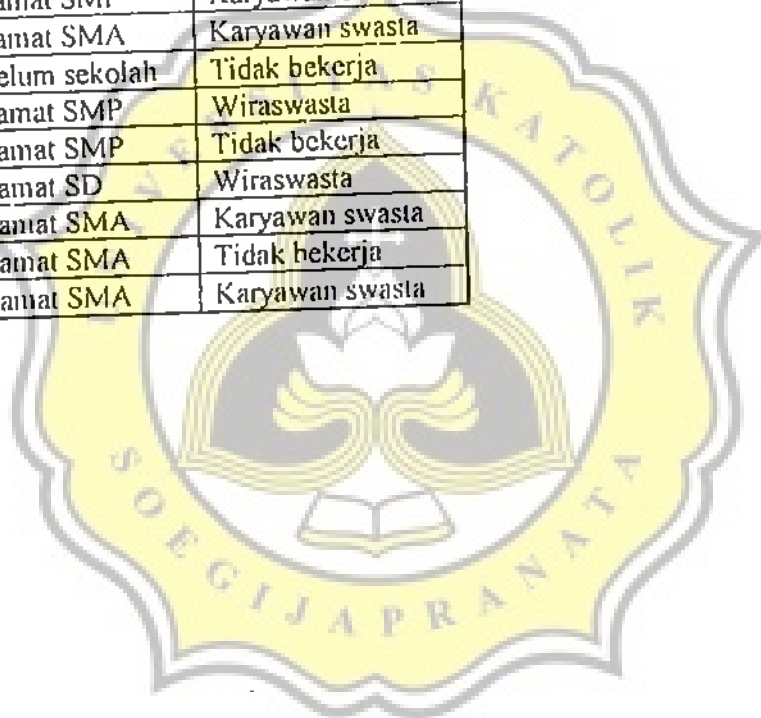 amat SMA Karyawan swasta
elum sekolah Tidak bekerja
amat SMP Wiraswasta
amat SMP Tidak bekerja
amat SD Wiraswasta
amat SMA Karyawan swasta
amat SMA Tidak bekerja
amat SMA Karyawan swasta
UNIVERSITAS KATOLIK
SOEGIJAPRANATA